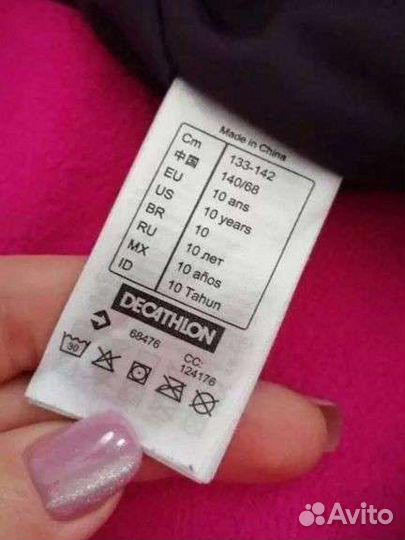 Made in China
Cm 133-142
中国 140/68
EU 10 ans
US 10 years
BR 10
RU 10 лет
MX 10 años
ID 10 Tahun
DECATHLON
68476 CC: 124176
30
Avito